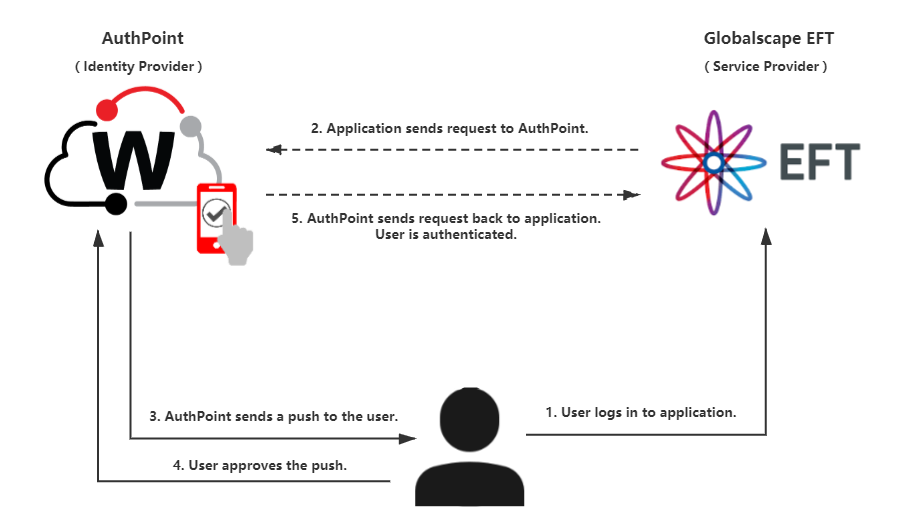 AuthPoint
( Identity Provider )
Globalscape EFT
( Service Provider )
2. Application sends request to AuthPoint.
W
EFT
5. AuthPoint sends request back to application.
User is authenticated.
3. AuthPoint sends a push to the user.
1. User logs in to application.
4. User approves the push.